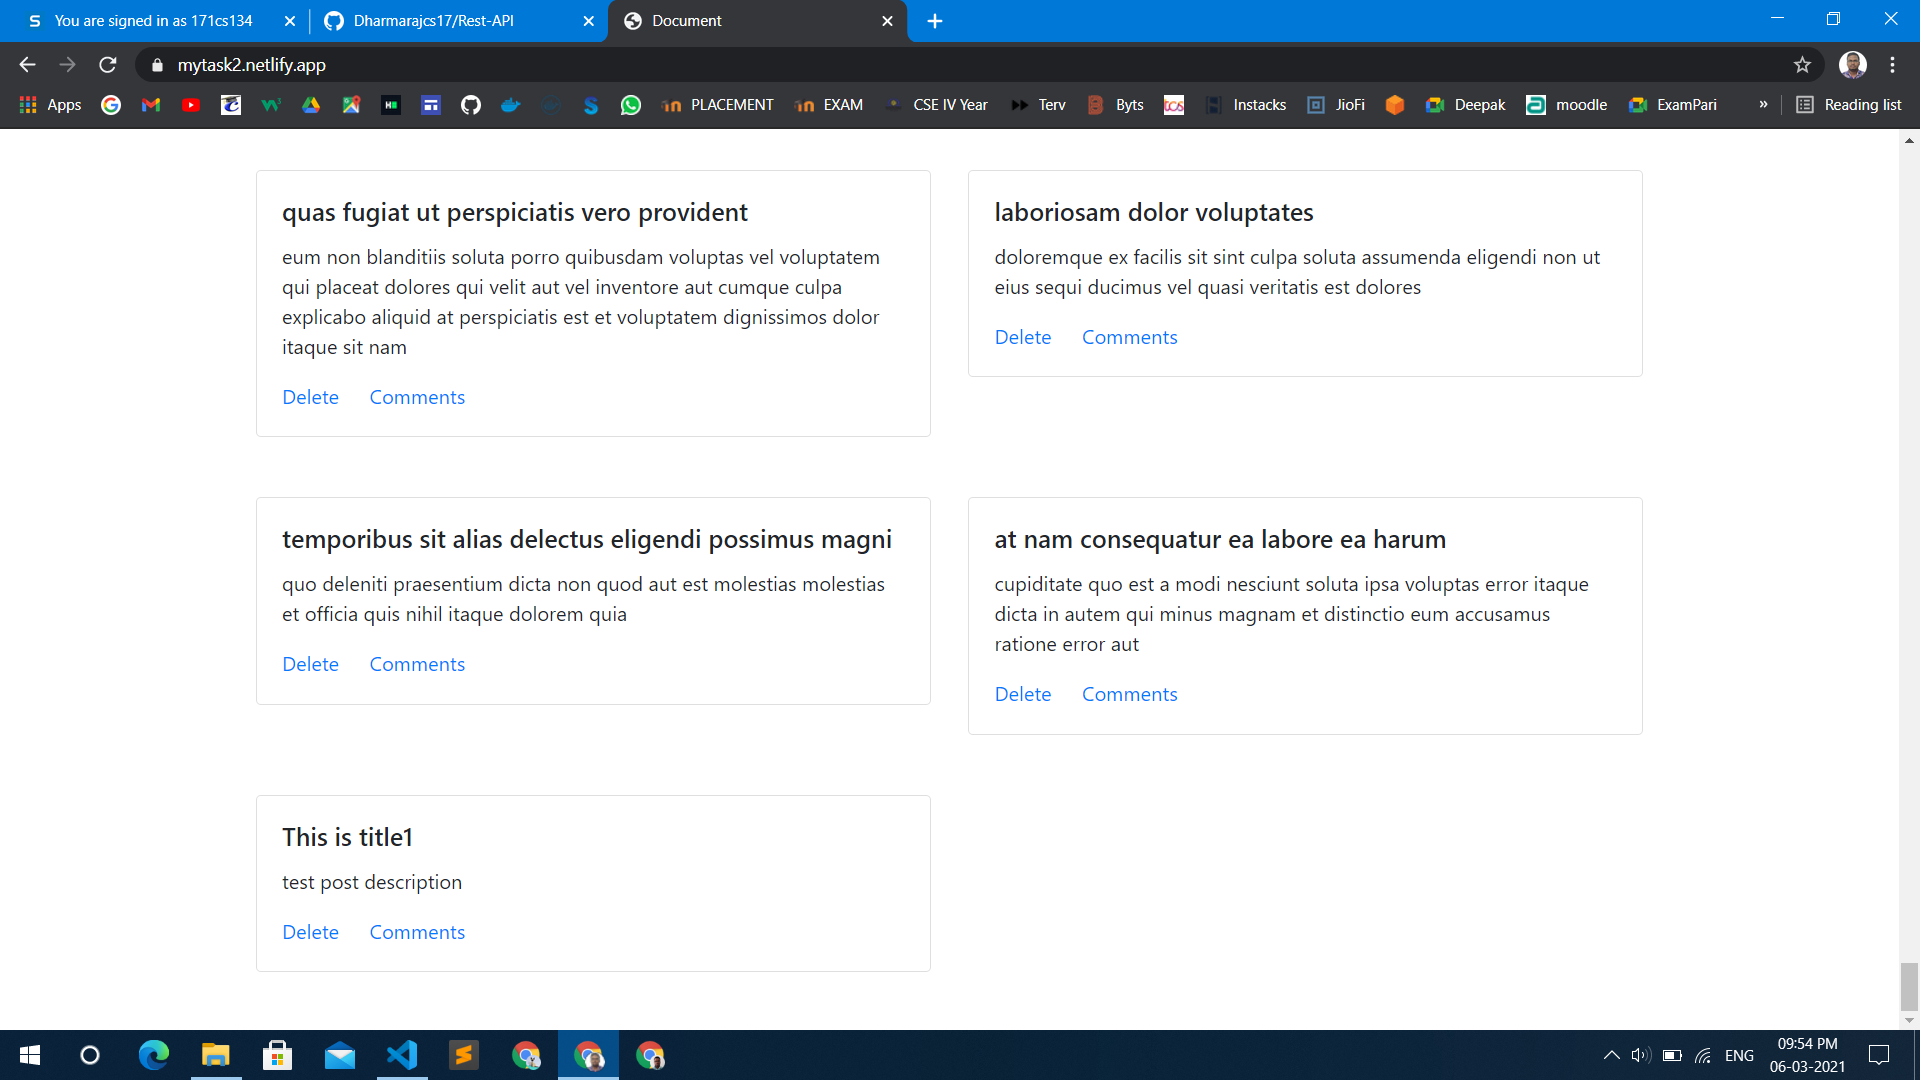 You are signed in as 171cs134
Dharmarajcs17/Rest-API
Document
mytask2.netlify.app
Apps
PLACEMENT
EXAM
CSE IV Year
Terv
Byts
Instacks
JioFi
Deepak
moodle
ExamPari
»
Reading list
quas fugiat ut perspiciatis vero provident
eum non blanditiis soluta porro quibusdam voluptas vel voluptatem
qui placeat dolores qui velit aut vel inventore aut cumque culpa
explicabo aliquid at perspiciatis est et voluptatem dignissimos dolor
itaque sit nam
Delete Comments
laboriosam dolor voluptates
doloremque ex facilis sit sint culpa soluta assumenda eligendi non ut
eius sequi ducimus vel quasi veritatis est dolores
Delete Comments
temporibus sit alias delectus eligendi possimus magni
quo deleniti praesentium dicta non quod aut est molestias molestias
et officia quis nihil itaque dolorem quia
Delete Comments
at nam consequatur ea labore ea harum
cupiditate quo est a modi nesciunt soluta ipsa voluptas error itaque
dicta in autem qui minus magnam et distinctio eum accusamus
ratione error aut
Delete Comments
This is title1
test post description
Delete Comments
ENG
09:54 PM
06-03-2021